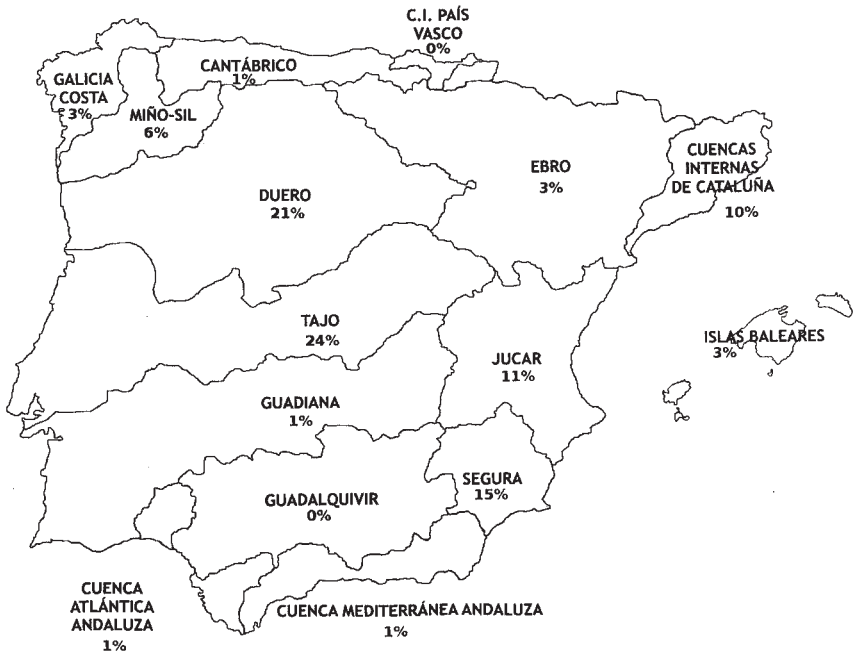 C.I. PAÍS
VASCO
0%
CANTÁBRICO
1%
GALICIA
COSTA
3%
MIÑO-SIL
6%
CUENCAS
INTERNAS
DE CATALUÑA
10%
EBRO
3%
DUERO
21%
TAJO
24%
ISLAS BALEARES
3%
JUCAR
11%
GUADIANA
1%
SEGURA
15%
GUADALQUIVIR
0%
CUENCA
ATLÁNTICA
ANDALUZA
1%
CUENCA MEDITERRÁNEA ANDALUZA
1%